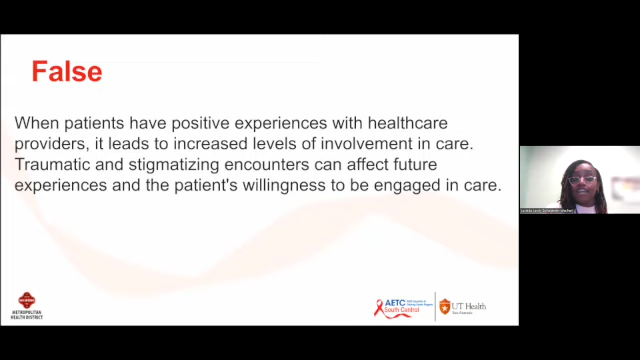 False
When patients have positive experiences with healthcare
providers, it leads to increased levels of involvement in care.
Traumatic and stigmatizing encounters can affect future
experiences and the patient's willingness to be engaged in care.
METROPOLITAN
HEALTH DISTRICT
AETC
South Central
UT Health
San Antonio